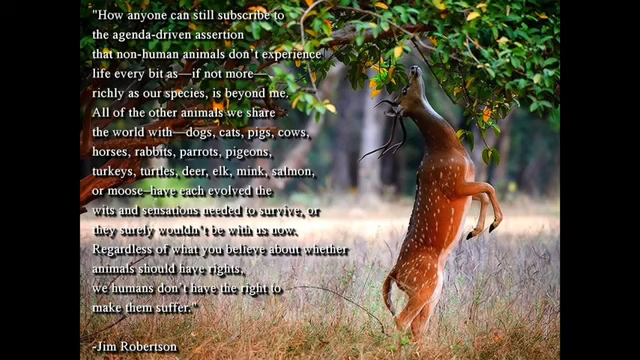 "How anyone can still subscribe to
the agenda-driven assertion
that non-human animals don't experience
life every bit as—if not more—
richly as our species, is beyond me.
All of the other animals we share
the world with—dogs, cats, pigs, cows,
horses, rabbits, parrots, pigeons,
turkeys, turtles, deer, elk, mink, salmon,
or moose–have each evolved the
wits and sensations needed to survive, or
they surely wouldn't be with us now.
Regardless of what you believe about whether
animals should have rights,
we humans don't have the right to
make them suffer."
-Jim Robertson